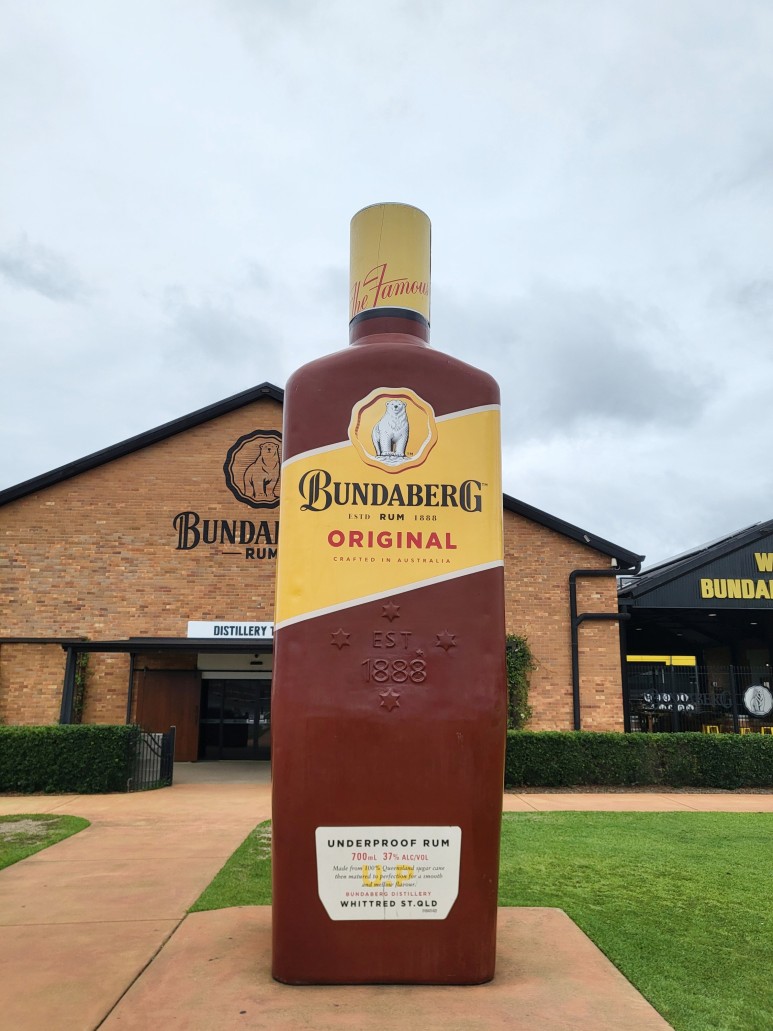 The Famous
BUNDABERG™
ESTD RUM 1888
ORIGINAL
CRAFTED IN AUSTRALIA
EST
1888
UNDERPROOF RUM
700mL 37% ALC/VOL
Made from 100% Queensland sugar cane
then matured to perfection for a smooth
and mellow flavour.
BUNDABERG DISTILLERY
WHITTRED ST.QLD
BUNDA
RUM
DISTILLERY T
W
BUNDA